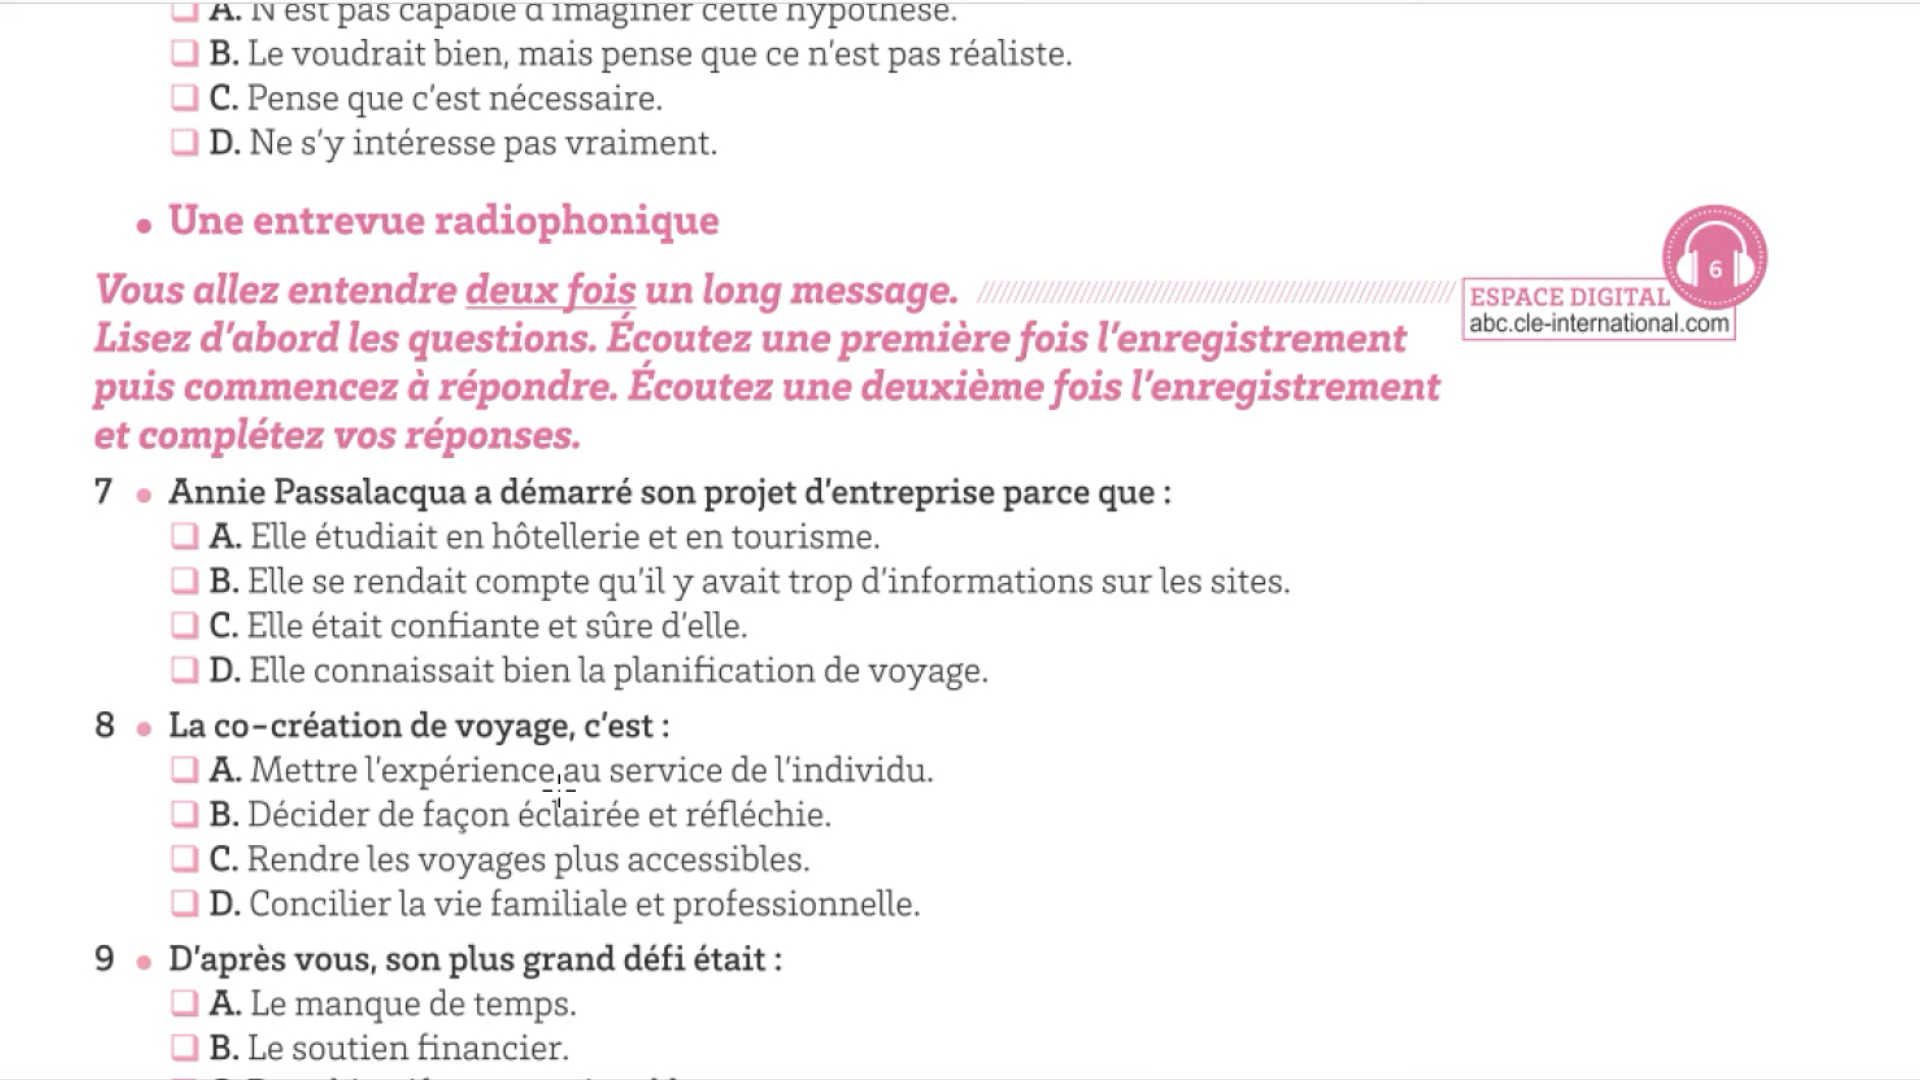 A. N'est pas capable d'imaginer cette hypothèse.
B. Le voudrait bien, mais pense que ce n'est pas réaliste.
C. Pense que c'est nécessaire.
D. Ne s'y intéresse pas vraiment.
• Une entrevue radiophonique
Vous allez entendre deux fois un long message.
Lisez d'abord les questions. Écoutez une première fois l'enregistrement
puis commencez à répondre. Écoutez une deuxième fois l'enregistrement
et complétez vos réponses.
6
ESPACE DIGITAL
abc.cle-international.com
7 • Annie Passalacqua a démarré son projet d'entreprise parce que :
A. Elle étudiait en hôtellerie et en tourisme.
B. Elle se rendait compte qu'il y avait trop d'informations sur les sites.
C. Elle était confiante et sûre d'elle.
D. Elle connaissait bien la planification de voyage.
8 • La co-création de voyage, c'est :
A. Mettre l'expérience au service de l'individu.
B. Décider de façon éclairée et réfléchie.
C. Rendre les voyages plus accessibles.
D. Concilier la vie familiale et professionnelle.
9 • D'après vous, son plus grand défi était :
A. Le manque de temps.
B. Le soutien financier.